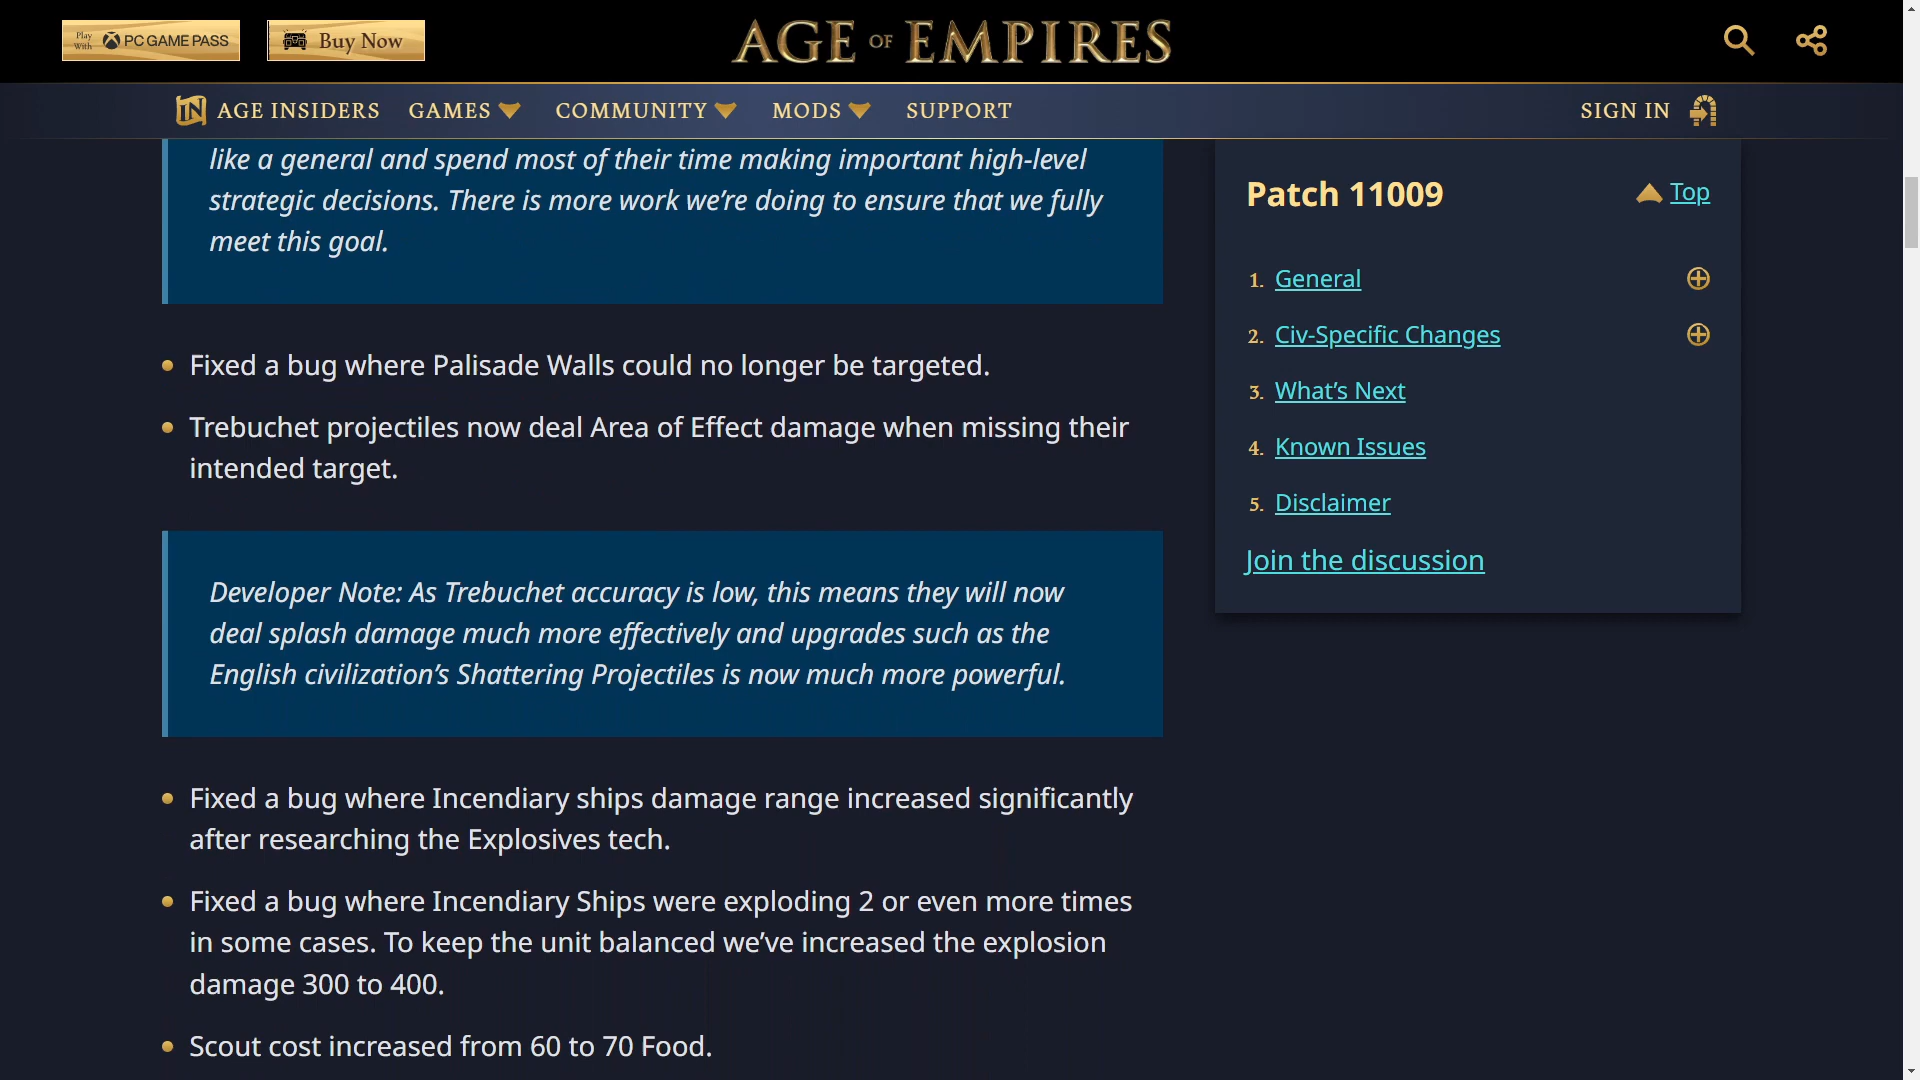 Play With PC GAME PASS
Buy Now
AGE OF EMPIRES
IN AGE INSIDERS GAMES COMMUNITY MODS SUPPORT SIGN IN
like a general and spend most of their time making important high-level
strategic decisions. There is more work we’re doing to ensure that we fully
meet this goal.
Fixed a bug where Palisade Walls could no longer be targeted.
Trebuchet projectiles now deal Area of Effect damage when missing their
intended target.
Developer Note: As Trebuchet accuracy is low, this means they will now
deal splash damage much more effectively and upgrades such as the
English civilization’s Shattering Projectiles is now much more powerful.
Fixed a bug where Incendiary ships damage range increased significantly
after researching the Explosives tech.
Fixed a bug where Incendiary Ships were exploding 2 or even more times
in some cases. To keep the unit balanced we’ve increased the explosion
damage 300 to 400.
Scout cost increased from 60 to 70 Food.
Patch 11009 Top
1. General
2. Civ-Specific Changes
3. What’s Next
4. Known Issues
5. Disclaimer
Join the discussion